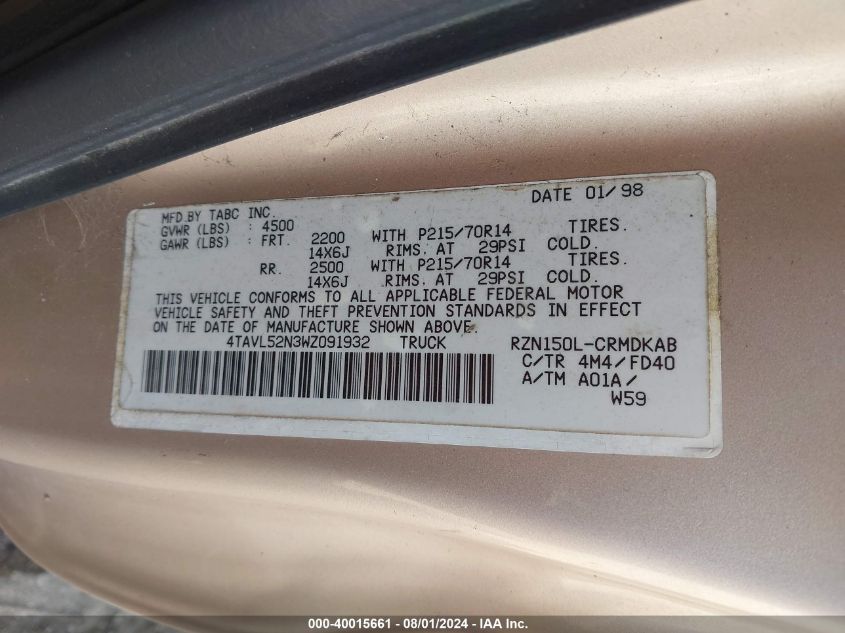 DATE 01/98
MFD.BY TABC INC.
GVWR (LBS) : 4500
GAWR (LBS) : FRT. 2200 WITH P215/70R14 TIRES.
14X6J RIMS. AT 29PSI COLD.
RR. 2500 WITH P215/70R14 TIRES.
14X6J RIMS. AT 29PSI COLD.
THIS VEHICLE CONFORMS TO ALL APPLICABLE FEDERAL MOTOR
VEHICLE SAFETY AND THEFT PREVENTION STANDARDS IN EFFECT
ON THE DATE OF MANUFACTURE SHOWN ABOVE.
4TAVL52N3WZ091932 TRUCK RZN150L-CRMDKAB
C/TR 4M4/FD40
A/TM A01A/
W59
000-40015661 - 08/01/2024 - IAA Inc.